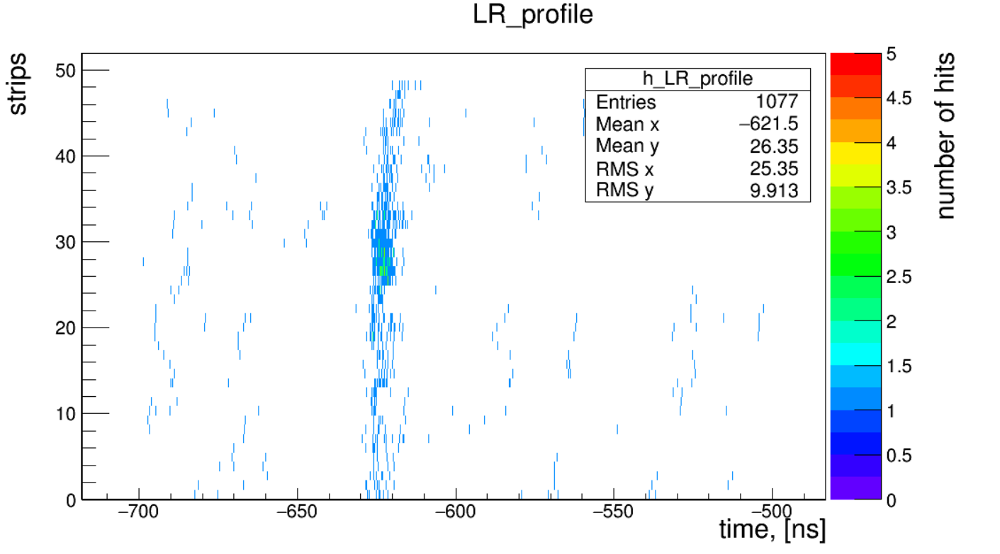 LR_profile
strips
50
40
30
20
10
0
−700
−650
−600
−550
−500
time, [ns]
h_LR_profile
Entries 1077
Mean x −621.5
Mean y 26.35
RMS x 25.35
RMS y 9.913
5
4.5
4
3.5
3
2.5
2
1.5
1
0.5
0
number of hits